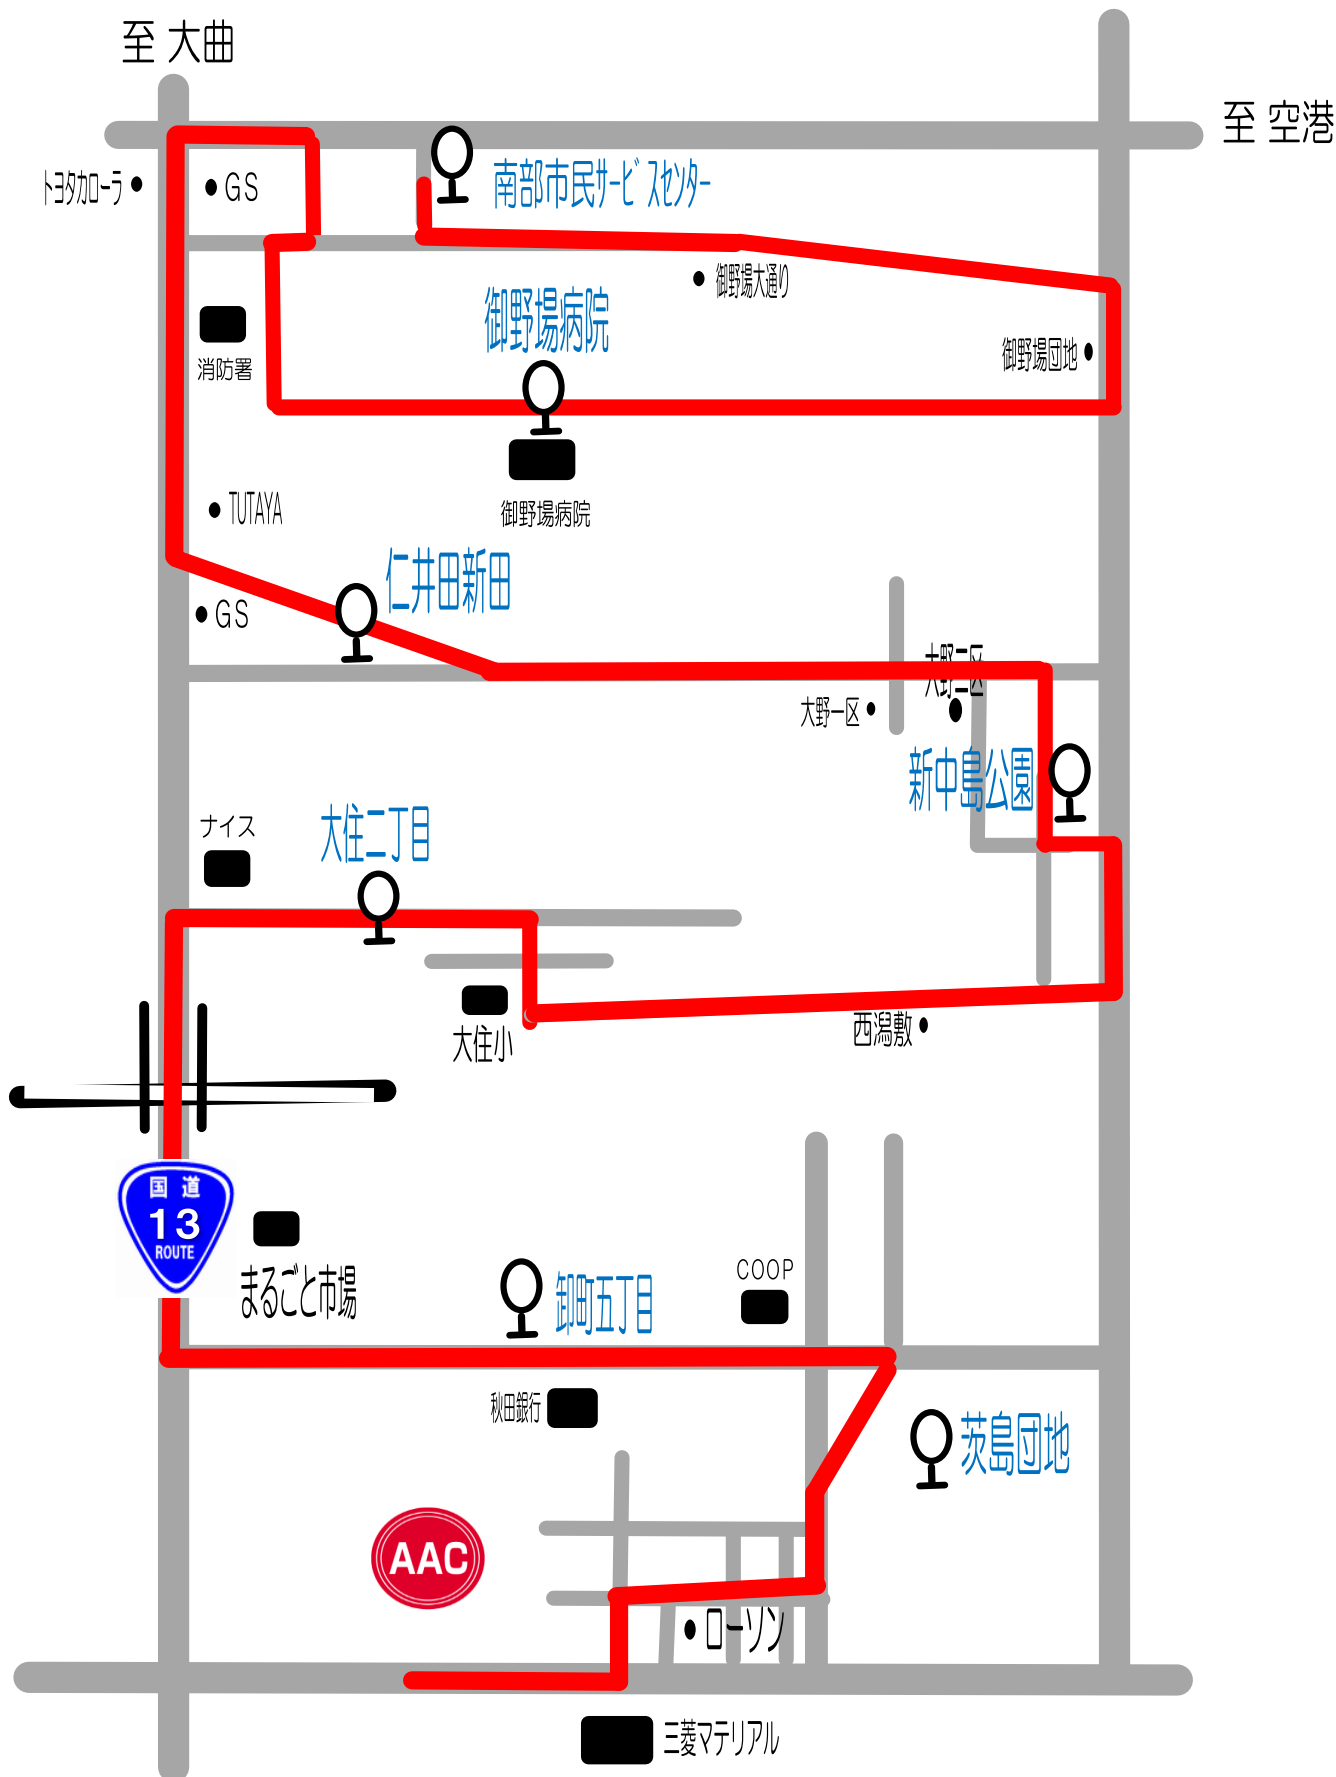 至 大曲
至 空港
トヨタカローラ
GS
南部市民ｻｰﾋﾞｽｾﾝﾀｰ
御野場大通り
御野場病院
御野場団地
消防署
TUTAYA
御野場病院
仁井田新田
GS
大野二区
大野一区
新中島公園
ナイス
大住二丁目
大住小
西潟敷
国道
13
ROUTE
まるごと市場
卸町五丁目
COOP
秋田銀行
茨島団地
AAC
ローソン
三菱マテリアル